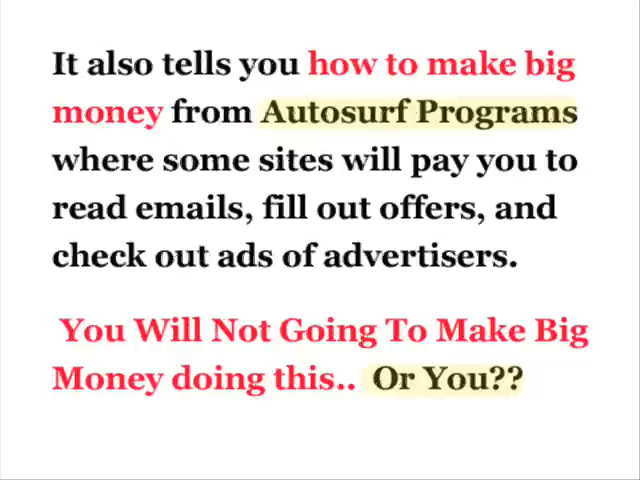 It also tells you how to make big
money from Autosurf Programs
where some sites will pay you to
read emails, fill out offers, and
check out ads of advertisers.
You Will Not Going To Make Big
Money doing this.. Or You??